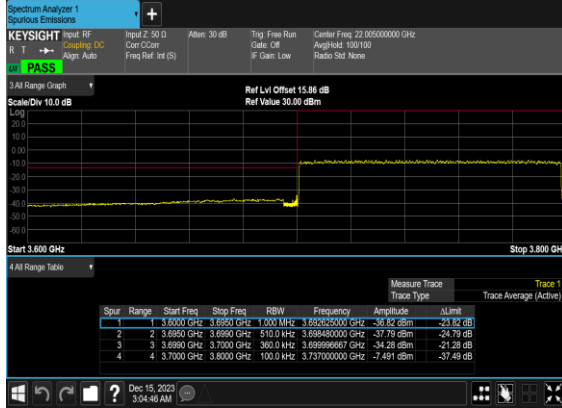 Spectrum Analyzer 1
Spurious Emissions
+
KEYSIGHT Input: RF Input Z: 50 Ω Atten: 30 dB Trig: Free Run Center Freq: 22.005000000 GHz
R T Coupling: DC Corr CCorr Gate: Off Avg|Hold: 100/100
Align: Auto Freq Ref: Int (S) IF Gain: Low Radio Std: None
PASS
3 All Range Graph
Ref Lvl Offset 15.86 dB
Scale/Div 10.0 dB Ref Value 30.00 dBm
Log
20.0
10.0
0.00
-10.0
-20.0
-30.0
-40.0
-50.0
-60.0
Start 3.600 GHz Stop 3.800 GH
4 All Range Table
Measure Trace Trace 1
Trace Type Trace Average (Active)
Spur Range Start Freq Stop Freq RBW Frequency Amplitude ΔLimit
1 1 3.6000 GHz 3.6950 GHz 1.000 MHz 3.692625000 GHz -36.82 dBm -23.82 dB
2 2 3.6950 GHz 3.6990 GHz 510.0 kHz 3.698480000 GHz -37.79 dBm -24.79 dB
3 3 3.6990 GHz 3.7000 GHz 360.0 kHz 3.699996667 GHz -34.28 dBm -21.28 dB
4 4 3.7000 GHz 3.8000 GHz 100.0 kHz 3.737000000 GHz -7.491 dBm -37.49 dB
?
Dec 15, 2023
3:04:46 AM